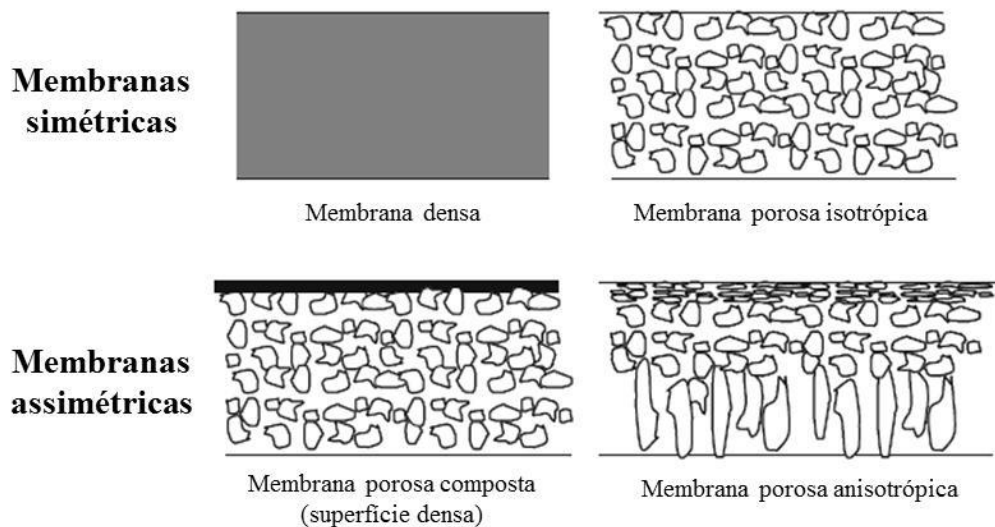 Membranas
simétricas
Membrana densa
Membrana porosa isotrópica
Membranas
assimétricas
Membrana porosa composta
(superfície densa)
Membrana porosa anisotrópica